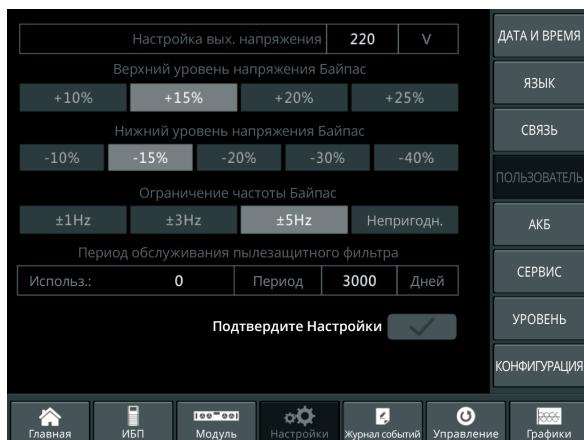 Настройка вых. напряжения 220 V
Верхний уровень напряжения Байпас
+10% +15% +20% +25%
Нижний уровень напряжения Байпас
-10% -15% -20% -30% -40%
Ограничение частоты Байпас
±1Hz ±3Hz ±5Hz Непригодн.
Период обслуживания пылезащитного фильтра
Использ.: 0 Период 3000 Дней
Подтвердите Настройки
ДАТА И ВРЕМЯ
ЯЗЫК
СВЯЗЬ
ПОЛЬЗОВАТЕЛЬ
АКБ
СЕРВИС
УРОВЕНЬ
КОНФИГУРАЦИЯ
Главная ИБП Модуль Настройки Журнал событий Управление Графики